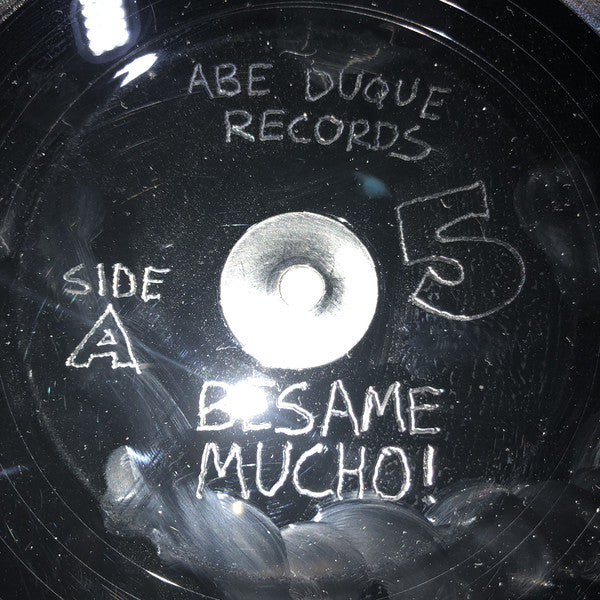 ABE DUQUE
RECORDS
5
SIDE
A
BESAME
MUCHO!